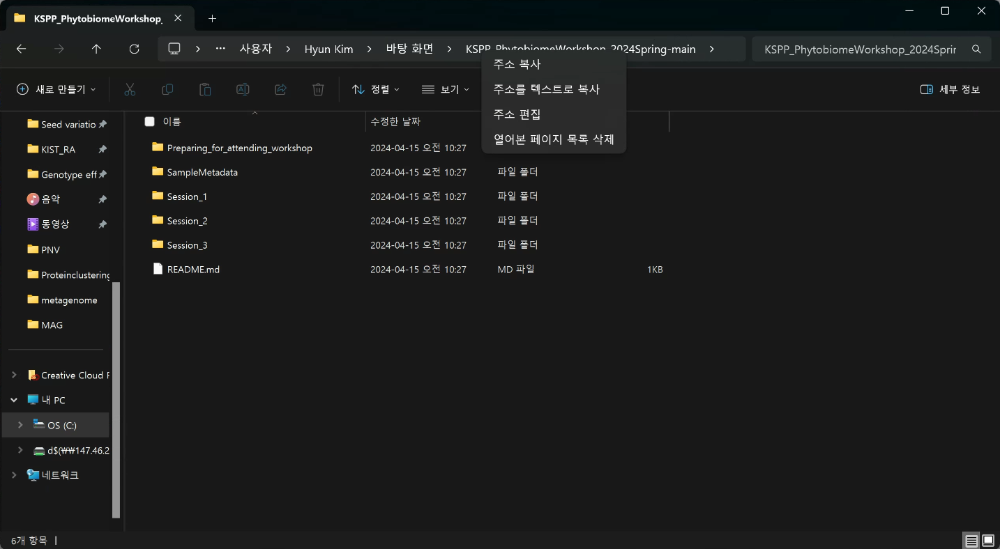 KSPP_PhytobiomeWorkshop_
사용자 > Hyun Kim > 바탕 화면 > KSPP_PhytobiomeWorkshop_2024Spring-main >
KSPP_PhytobiomeWorkshop_2024Sprir
새로 만들기
정렬
보기
세부 정보
주소 복사
주소를 텍스트로 복사
주소 편집
열어본 페이지 목록 삭제
이름 수정한 날짜
Preparing_for_attending_workshop 2024-04-15 오전 10:27
SampleMetadata 2024-04-15 오전 10:27 파일 폴더
Session_1 2024-04-15 오전 10:27 파일 폴더
Session_2 2024-04-15 오전 10:27 파일 폴더
Session_3 2024-04-15 오전 10:27 파일 폴더
README.md 2024-04-15 오전 10:27 MD 파일 1KB
Seed variatio
KIST_RA
Genotype eff
음악
동영상
PNV
Proteinclustering
metagenome
MAG
Creative Cloud F
내 PC
OS (C:)
d$(₩₩147.46.2
네트워크
6개 항목